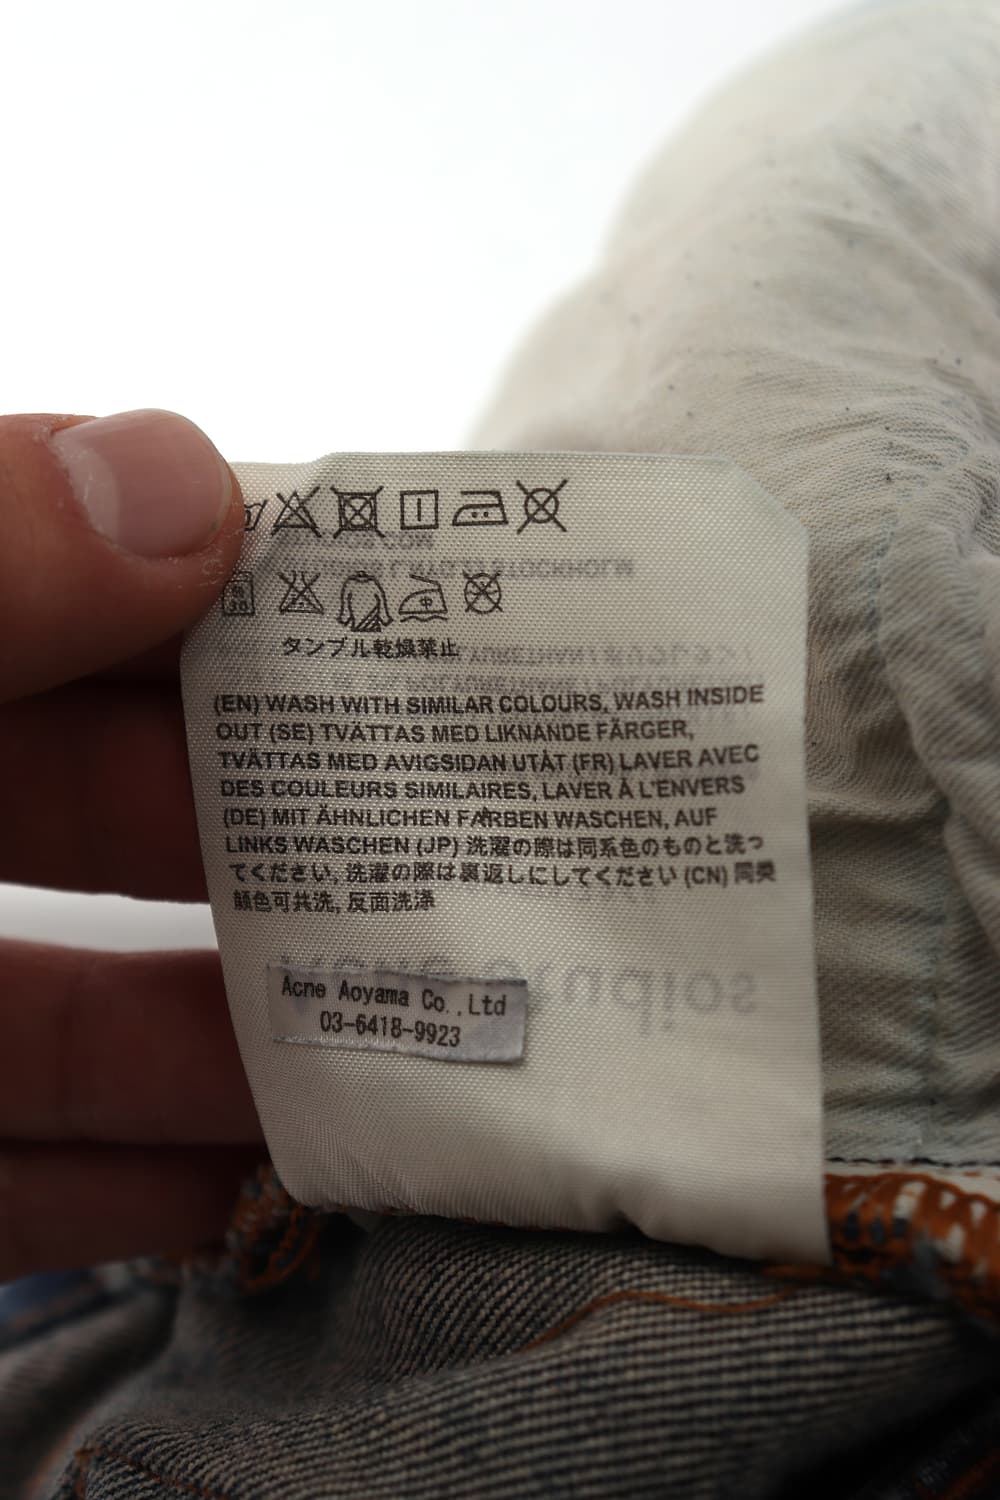 タンブル乾燥禁止
(EN) WASH WITH SIMILAR COLOURS, WASH INSIDE
OUT (SE) TVÄTTAS MED LIKNANDE FÄRGER,
TVÄTTAS MED AVIGSIDAN UTÅT (FR) LAVER AVEC
DES COULEURS SIMILAIRES, LAVER À L'ENVERS
(DE) MIT ÄHNLICHEN FARBEN WASCHEN, AUF
LINKS WASCHEN (JP) 洗濯の際は同系色のものと洗っ
てください, 洗濯の際は裏返しにしてください (CN) 同类
颜色可共洗, 反面洗涤
Acne Aoyama Co.,Ltd
03-6418-9923